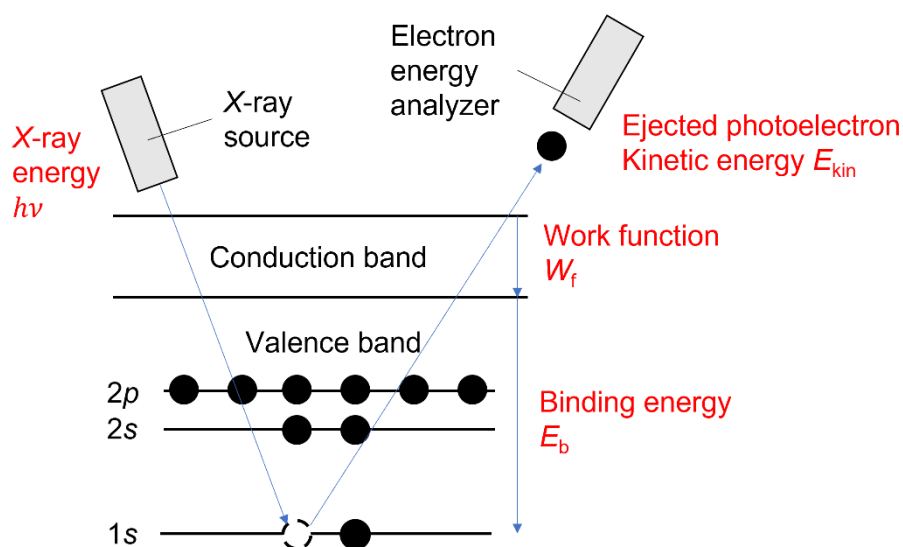 Electron
energy
analyzer
X-ray
source
X-ray
energy
hν
Ejected photoelectron
Kinetic energy Ekin
Conduction band
Work function
Wf
Valence band
2p
2s
Binding energy
Eb
1s